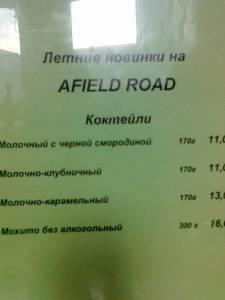 Летние новинки на
AFIELD ROAD
Коктейли
Молочный с черной смородиной 170г 11,0
Молочно-клубничный 170г 11,0
Молочно-карамельный 170г 13,0
Мохито без алкогольный 300 г 16,0